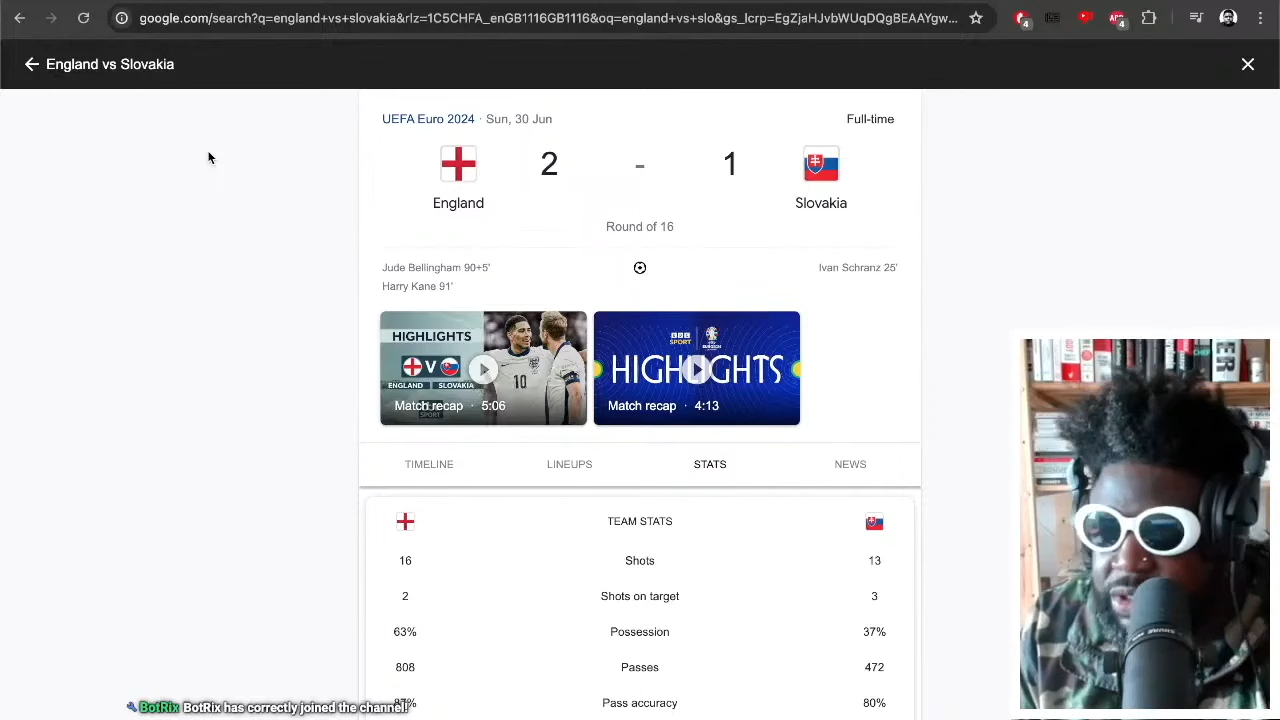 google.com/search?q=england+vs+slovakia&rlz=1C5CHFA_enGB1116GB1116&oq=england+vs+slo&gs_lcrp=EgZjaHJvbWUqDQgBEAAYgw...
4
4
England vs Slovakia
UEFA Euro 2024 · Sun, 30 Jun
Full-time
2 - 1
England
Slovakia
Round of 16
Jude Bellingham 90+5'
Ivan Schranz 25'
Harry Kane 91'
HIGHLIGHTS
V
ENGLAND SLOVAKIA
SPORT
10
Match recap · 5:06
BBC
SPORT
HIGHLIGHTS
Match recap · 4:13
TIMELINE
LINEUPS
STATS
NEWS
TEAM STATS
16 Shots 13
2 Shots on target 3
63% Possession 37%
808 Passes 472
Pass accuracy 80%
BotRix BotRix has correctly joined the channel!